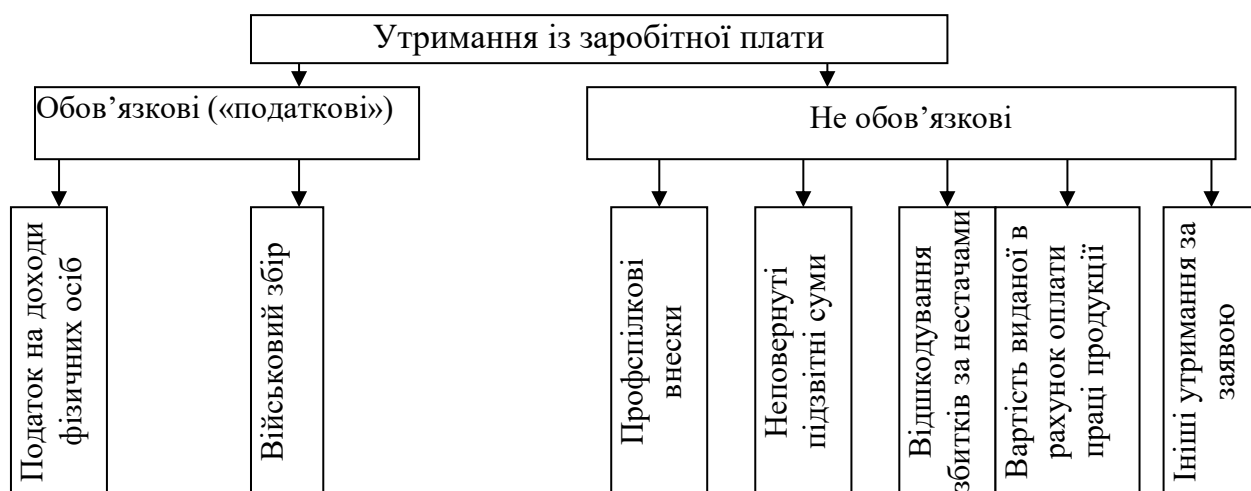 Утримання із заробітної плати
Обов’язкові («податкові»)
Не обов’язкові
Податок на доходи
фізичних осіб
Військовий збір
Профспілкові
внески
Неповернуті
підзвітні суми
Відшкодування
збитків за нестачами
Вартість виданої в
рахунок оплати
праці продукції
Ініші утримання за
заявою